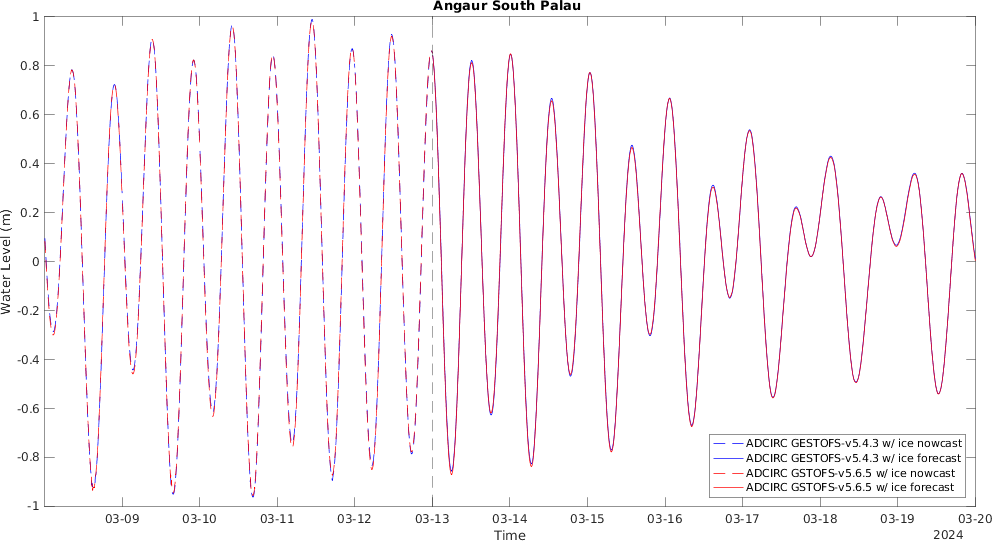 Angaur South Palau
1
0.8
0.6
0.4
0.2
0
-0.2
-0.4
-0.6
-0.8
-1
Water Level (m)
ADCIRC GESTOFS-v5.4.3 w/ ice nowcast
ADCIRC GESTOFS-v5.4.3 w/ ice forecast
ADCIRC GSTOFS-v5.6.5 w/ ice nowcast
ADCIRC GSTOFS-v5.6.5 w/ ice forecast
03-09 03-10 03-11 03-12 03-13 03-14 03-15 03-16 03-17 03-18 03-19 03-20
Time
2024